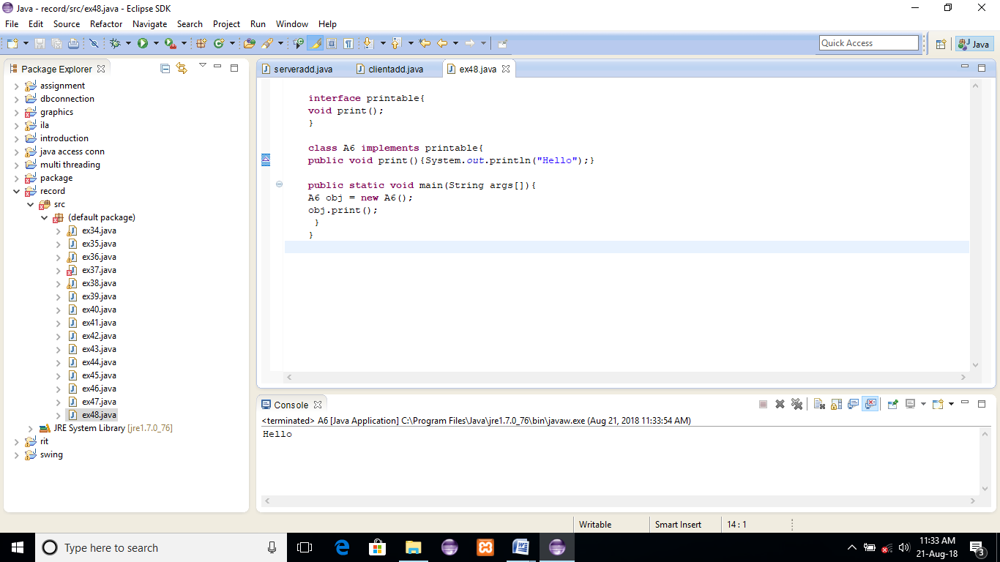 Java - record/src/ex48.java - Eclipse SDK
File Edit Source Refactor Navigate Search Project Run Window Help
Quick Access
Java
Package Explorer
assignment
dbconnection
graphics
ila
introduction
java access conn
multi threading
package
record
src
(default package)
ex34.java
ex35.java
ex36.java
ex37.java
ex38.java
ex39.java
ex40.java
ex41.java
ex42.java
ex43.java
ex44.java
ex45.java
ex46.java
ex47.java
ex48.java
JRE System Library [jre1.7.0_76]
rit
swing
serveradd.java clientadd.java ex48.java
interface printable{
void print();
}
class A6 implements printable{
public void print(){System.out.println("Hello");}
public static void main(String args[]){
A6 obj = new A6();
obj.print();
}
}
Console
<terminated> A6 [Java Application] C:\Program Files\Java\jre1.7.0_76\bin\javaw.exe (Aug 21, 2018 11:33:54 AM)
Hello
Writable Smart Insert 14 : 1
Type here to search
11:33 AM
21-Aug-18
3